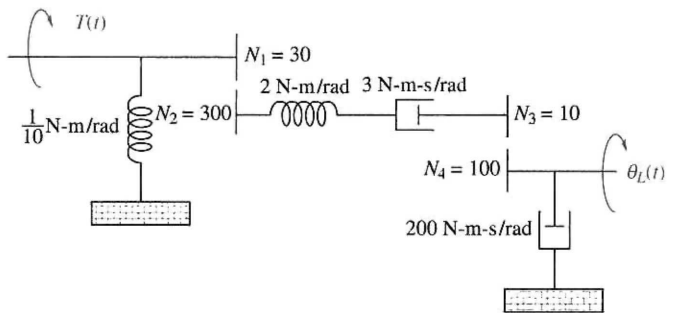 T(t)
N₁ = 30
2 N-m/rad 3 N-m-s/rad
1/10 N-m/rad
N₂ = 300
N₃ = 10
N₄ = 100
θL(t)
200 N-m-s/rad